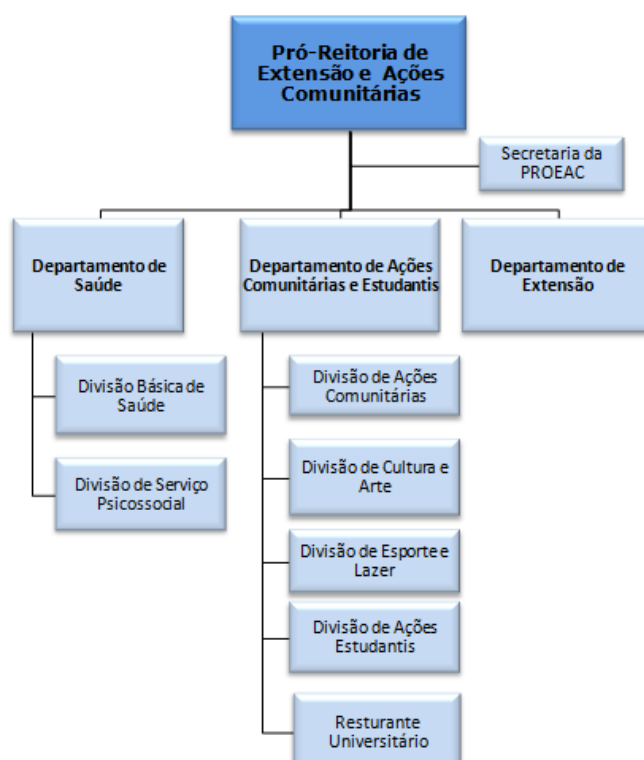 Pró-Reitoria de
Extensão e Ações
Comunitárias
Secretaria da
PROEAC
Departamento de
Saúde
Departamento de Ações
Comunitárias e Estudantis
Departamento de
Extensão
Divisão Básica de
Saúde
Divisão de Serviço
Psicossocial
Divisão de Ações
Comunitárias
Divisão de Cultura e
Arte
Divisão de Esporte e
Lazer
Divisão de Ações
Estudantis
Resturante
Universitário